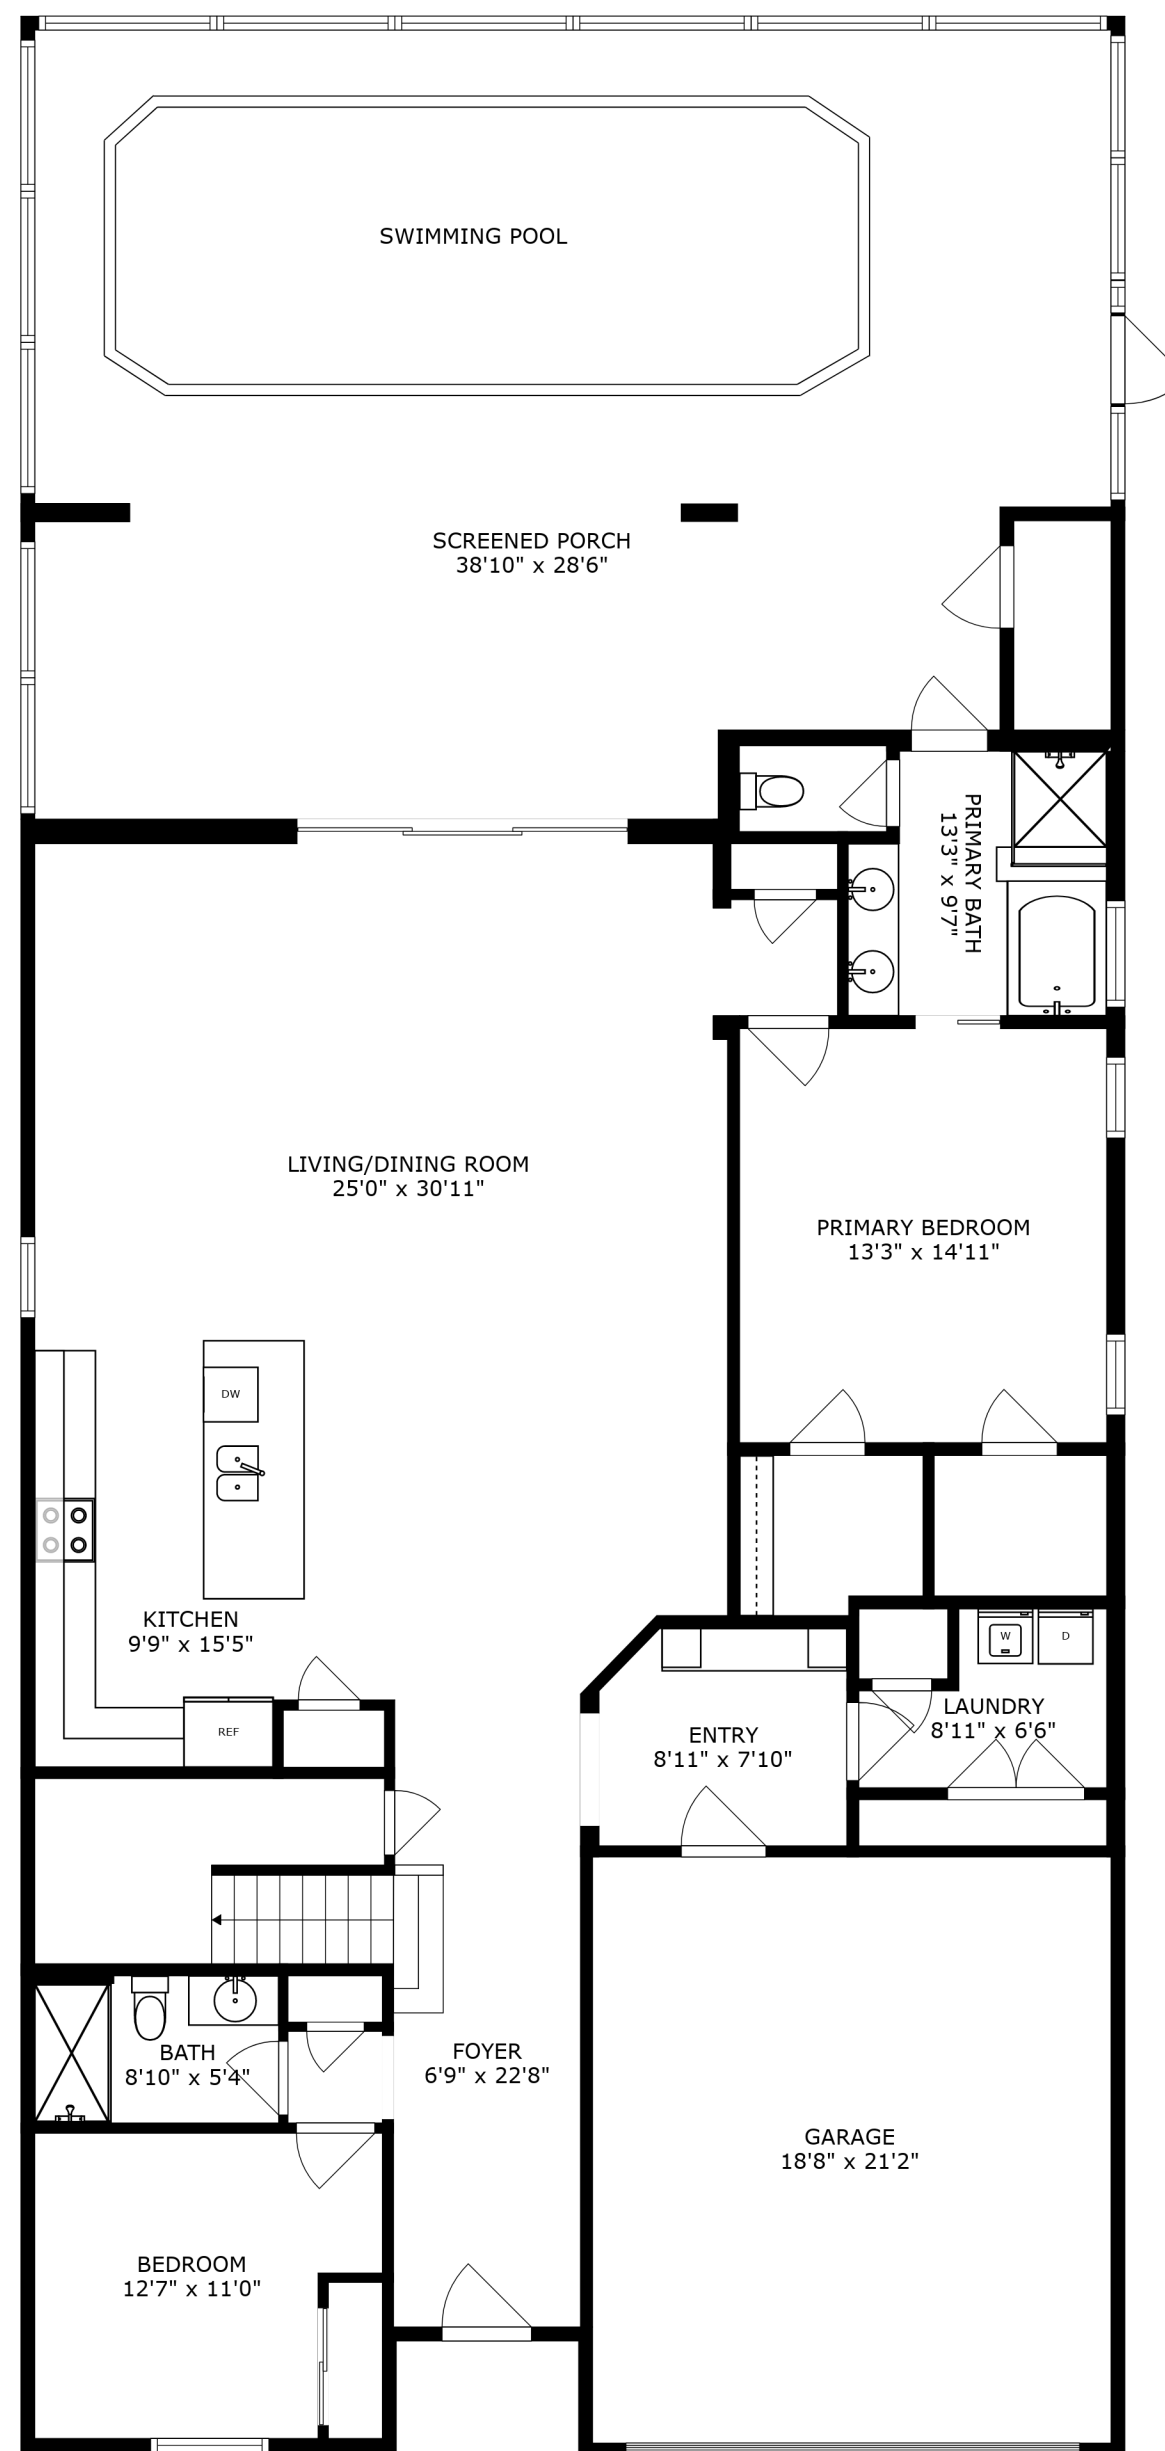 SWIMMING POOL
SCREENED PORCH
38'10" x 28'6"
PRIMARY BATH
13'3" x 9'7"
LIVING/DINING ROOM
25'0" x 30'11"
PRIMARY BEDROOM
13'3" x 14'11"
DW
KITCHEN
9'9" x 15'5"
REF
W
D
LAUNDRY
8'11" x 6'6"
ENTRY
8'11" x 7'10"
BATH
8'10" x 5'4"
FOYER
6'9" x 22'8"
GARAGE
18'8" x 21'2"
BEDROOM
12'7" x 11'0"